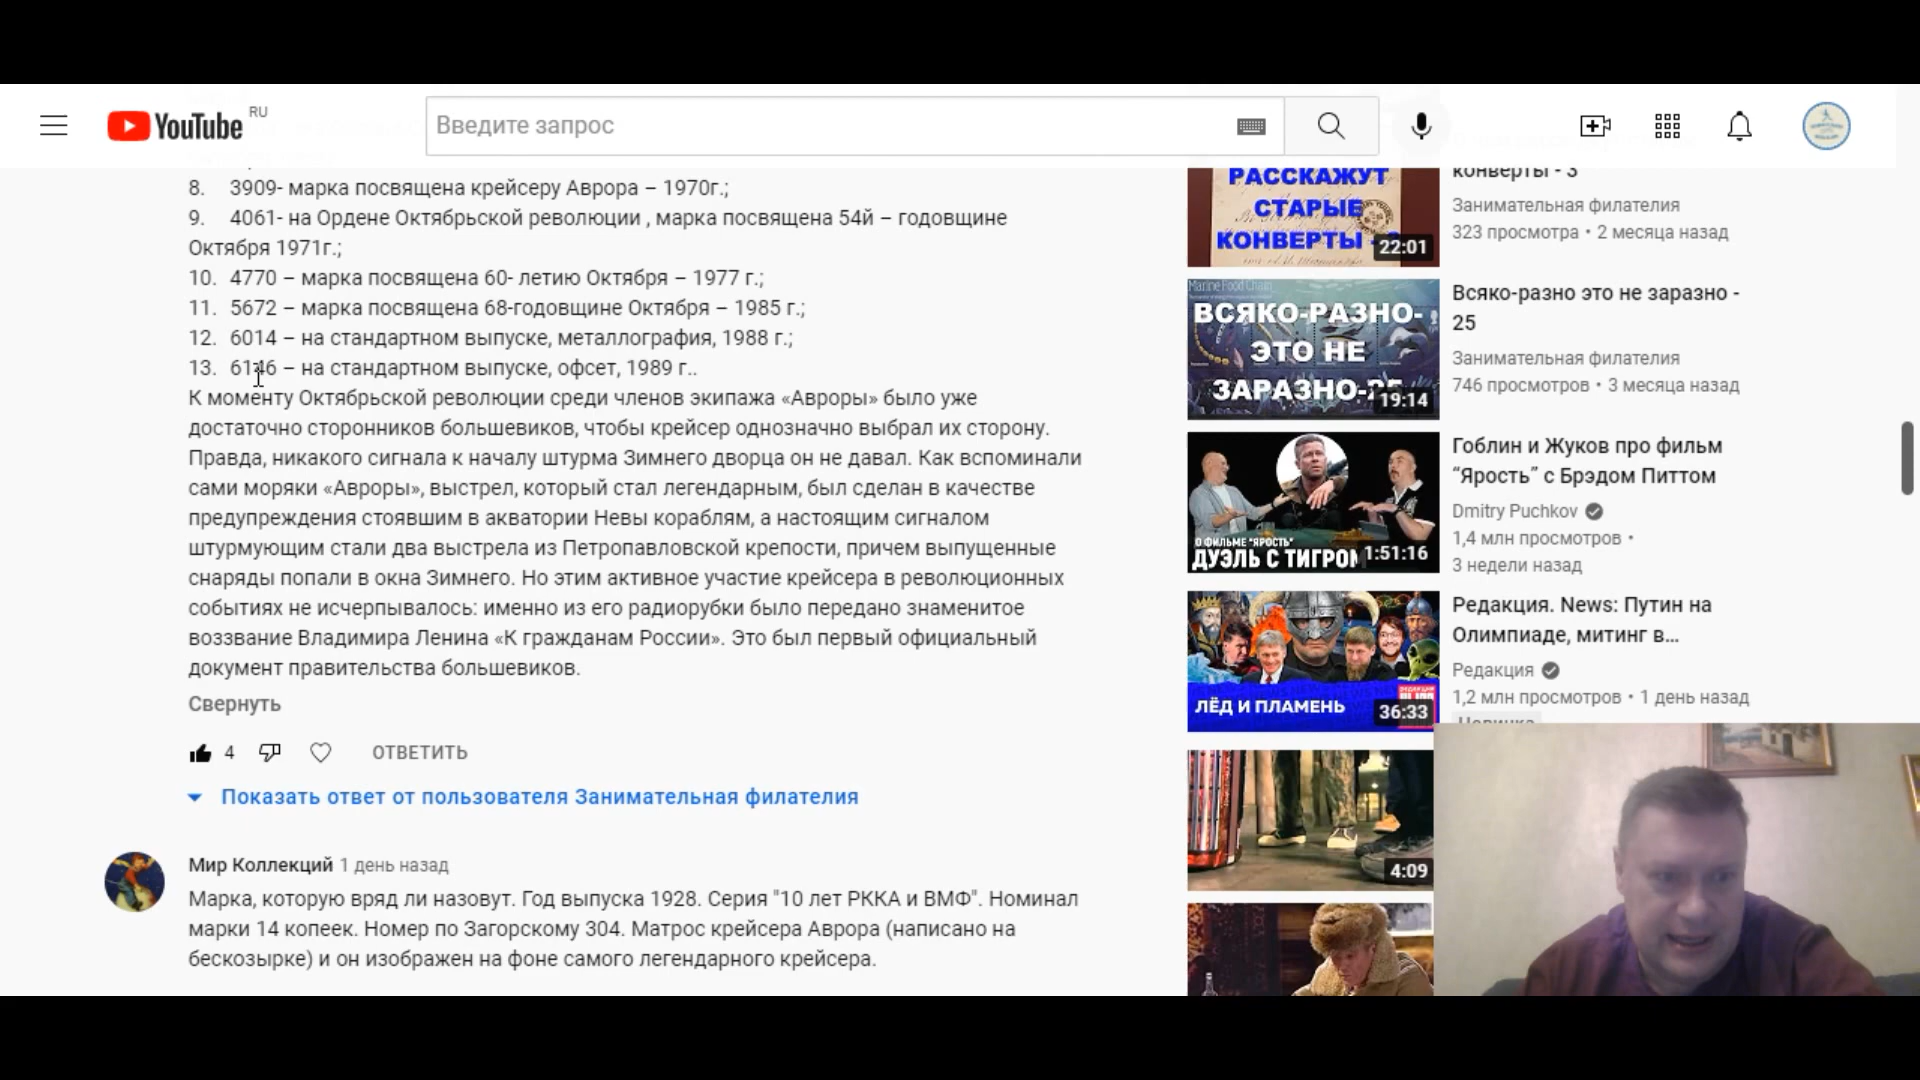 YouTube RU
Введите запрос
8. 3909- марка посвящена крейсеру Аврора – 1970г.;
9. 4061- на Ордене Октябрьской революции , марка посвящена 54й – годовщине
Октября 1971г.;
10. 4770 – марка посвящена 60- летию Октября – 1977 г.;
11. 5672 – марка посвящена 68-годовщине Октября – 1985 г.;
12. 6014 – на стандартном выпуске, металлография, 1988 г.;
13. 6146 – на стандартном выпуске, офсет, 1989 г..
К моменту Октябрьской революции среди членов экипажа «Авроры» было уже
достаточно сторонников большевиков, чтобы крейсер однозначно выбрал их сторону.
Правда, никакого сигнала к началу штурма Зимнего дворца он не давал. Как вспоминали
сами моряки «Авроры», выстрел, который стал легендарным, был сделан в качестве
предупреждения стоявшим в акватории Невы кораблям, а настоящим сигналом
штурмующим стали два выстрела из Петропавловской крепости, причем выпущенные
снаряды попали в окна Зимнего. Но этим активное участие крейсера в революционных
событиях не исчерпывалось: именно из его радиорубки было передано знаменитое
воззвание Владимира Ленина «К гражданам России». Это был первый официальный
документ правительства большевиков.
Свернуть
4 ОТВЕТИТЬ
Показать ответ от пользователя Занимательная филателия
Мир Коллекций 1 день назад
Марка, которую вряд ли назовут. Год выпуска 1928. Серия "10 лет РККА и ВМФ". Номинал
марки 14 копеек. Номер по Загорскому 304. Матрос крейсера Аврора (написано на
бескозырке) и он изображен на фоне самого легендарного крейсера.
РАССКАЖУТ
СТАРЫЕ
КОНВЕРТЫ
22:01
конверты - 3
Занимательная филателия
323 просмотра • 2 месяца назад
Marine Food Chain
ВСЯКО-РАЗНО-
ЭТО НЕ
ЗАРАЗНО-25
19:14
Всяко-разно это не заразно -
25
Занимательная филателия
746 просмотров • 3 месяца назад
О ФИЛЬМЕ "ЯРОСТЬ"
ДУЭЛЬ С ТИГРОМ
1:51:16
Гоблин и Жуков про фильм
“Ярость” с Брэдом Питтом
Dmitry Puchkov
1,4 млн просмотров •
3 недели назад
ЛЁД И ПЛАМЕНЬ
36:33
Редакция. News: Путин на
Олимпиаде, митинг в...
Редакция
1,2 млн просмотров • 1 день назад
Новинка
4:09